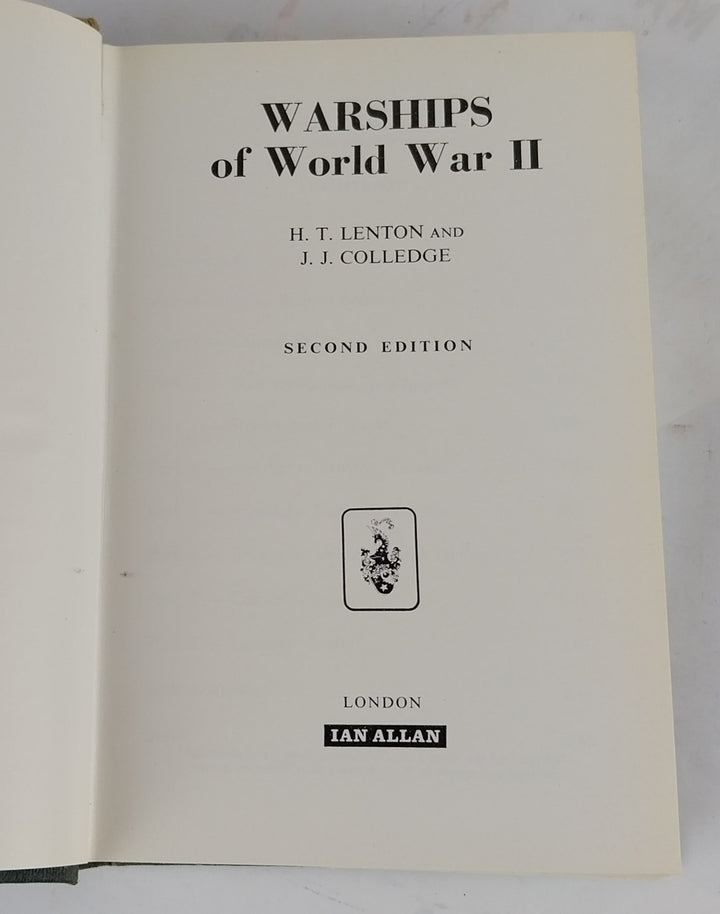 WARSHIPS
of World War II
H. T. LENTON AND
J. J. COLLEDGE
SECOND EDITION
LONDON
IAN ALLAN